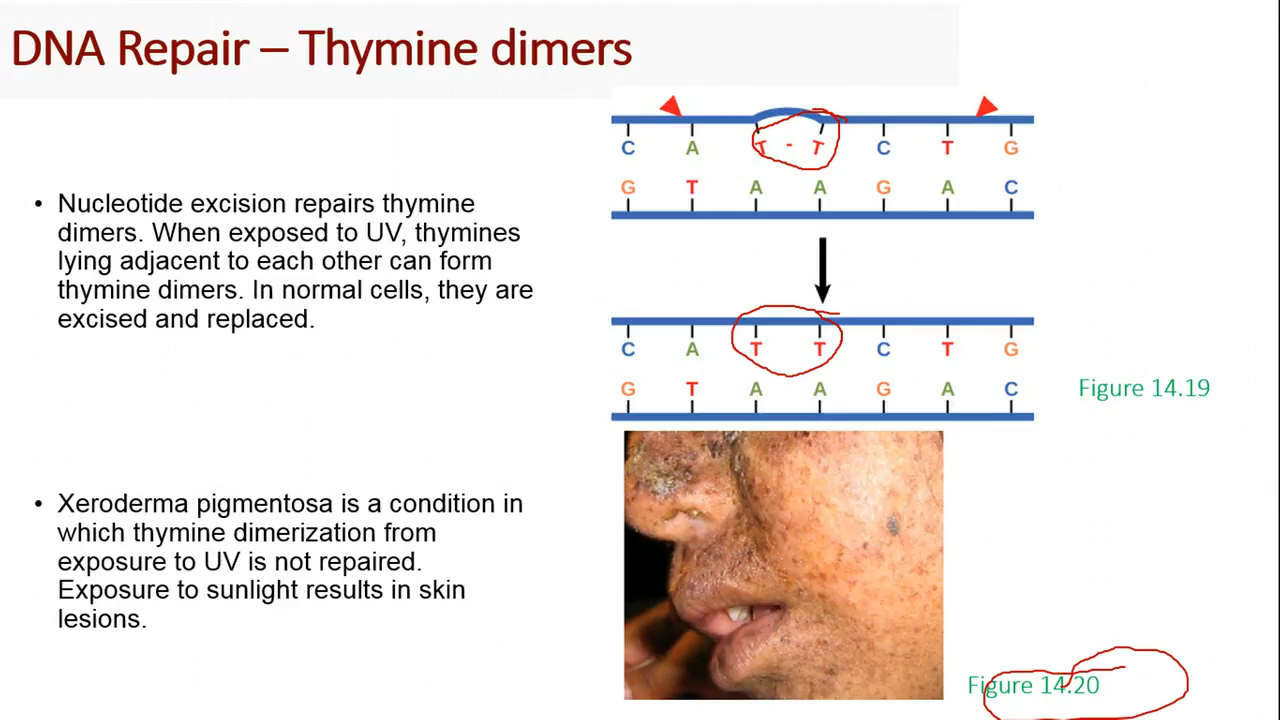 DNA Repair – Thymine dimers
• Nucleotide excision repairs thymine
dimers. When exposed to UV, thymines
lying adjacent to each other can form
thymine dimers. In normal cells, they are
excised and replaced.
C A T - T C T G
G T A A G A C
C A T T C T G
G T A A G A C
Figure 14.19
• Xeroderma pigmentosa is a condition in
which thymine dimerization from
exposure to UV is not repaired.
Exposure to sunlight results in skin
lesions.
Figure 14.20